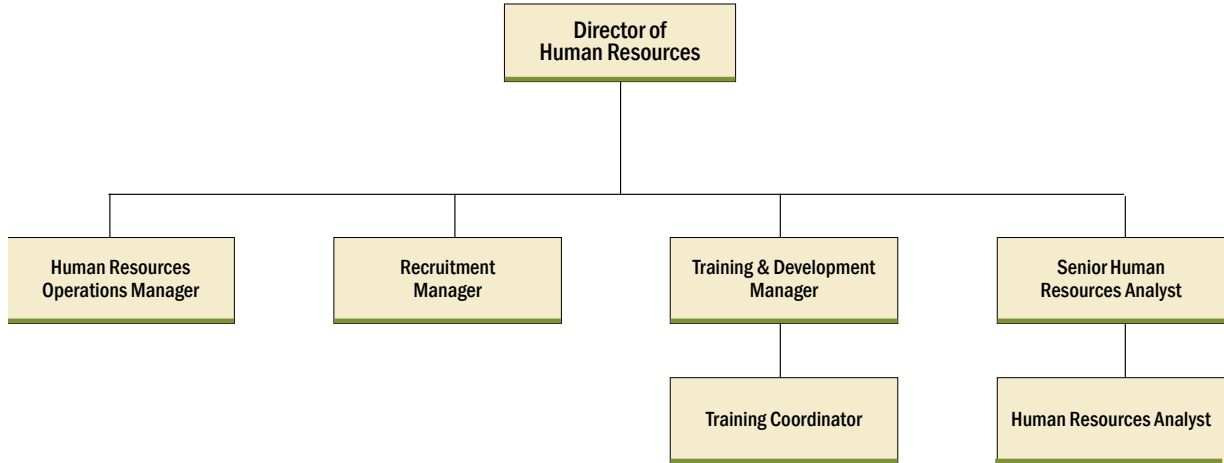 Director of
Human Resources
Human Resources
Operations Manager
Recruitment
Manager
Training & Development
Manager
Senior Human
Resources Analyst
Training Coordinator
Human Resources Analyst